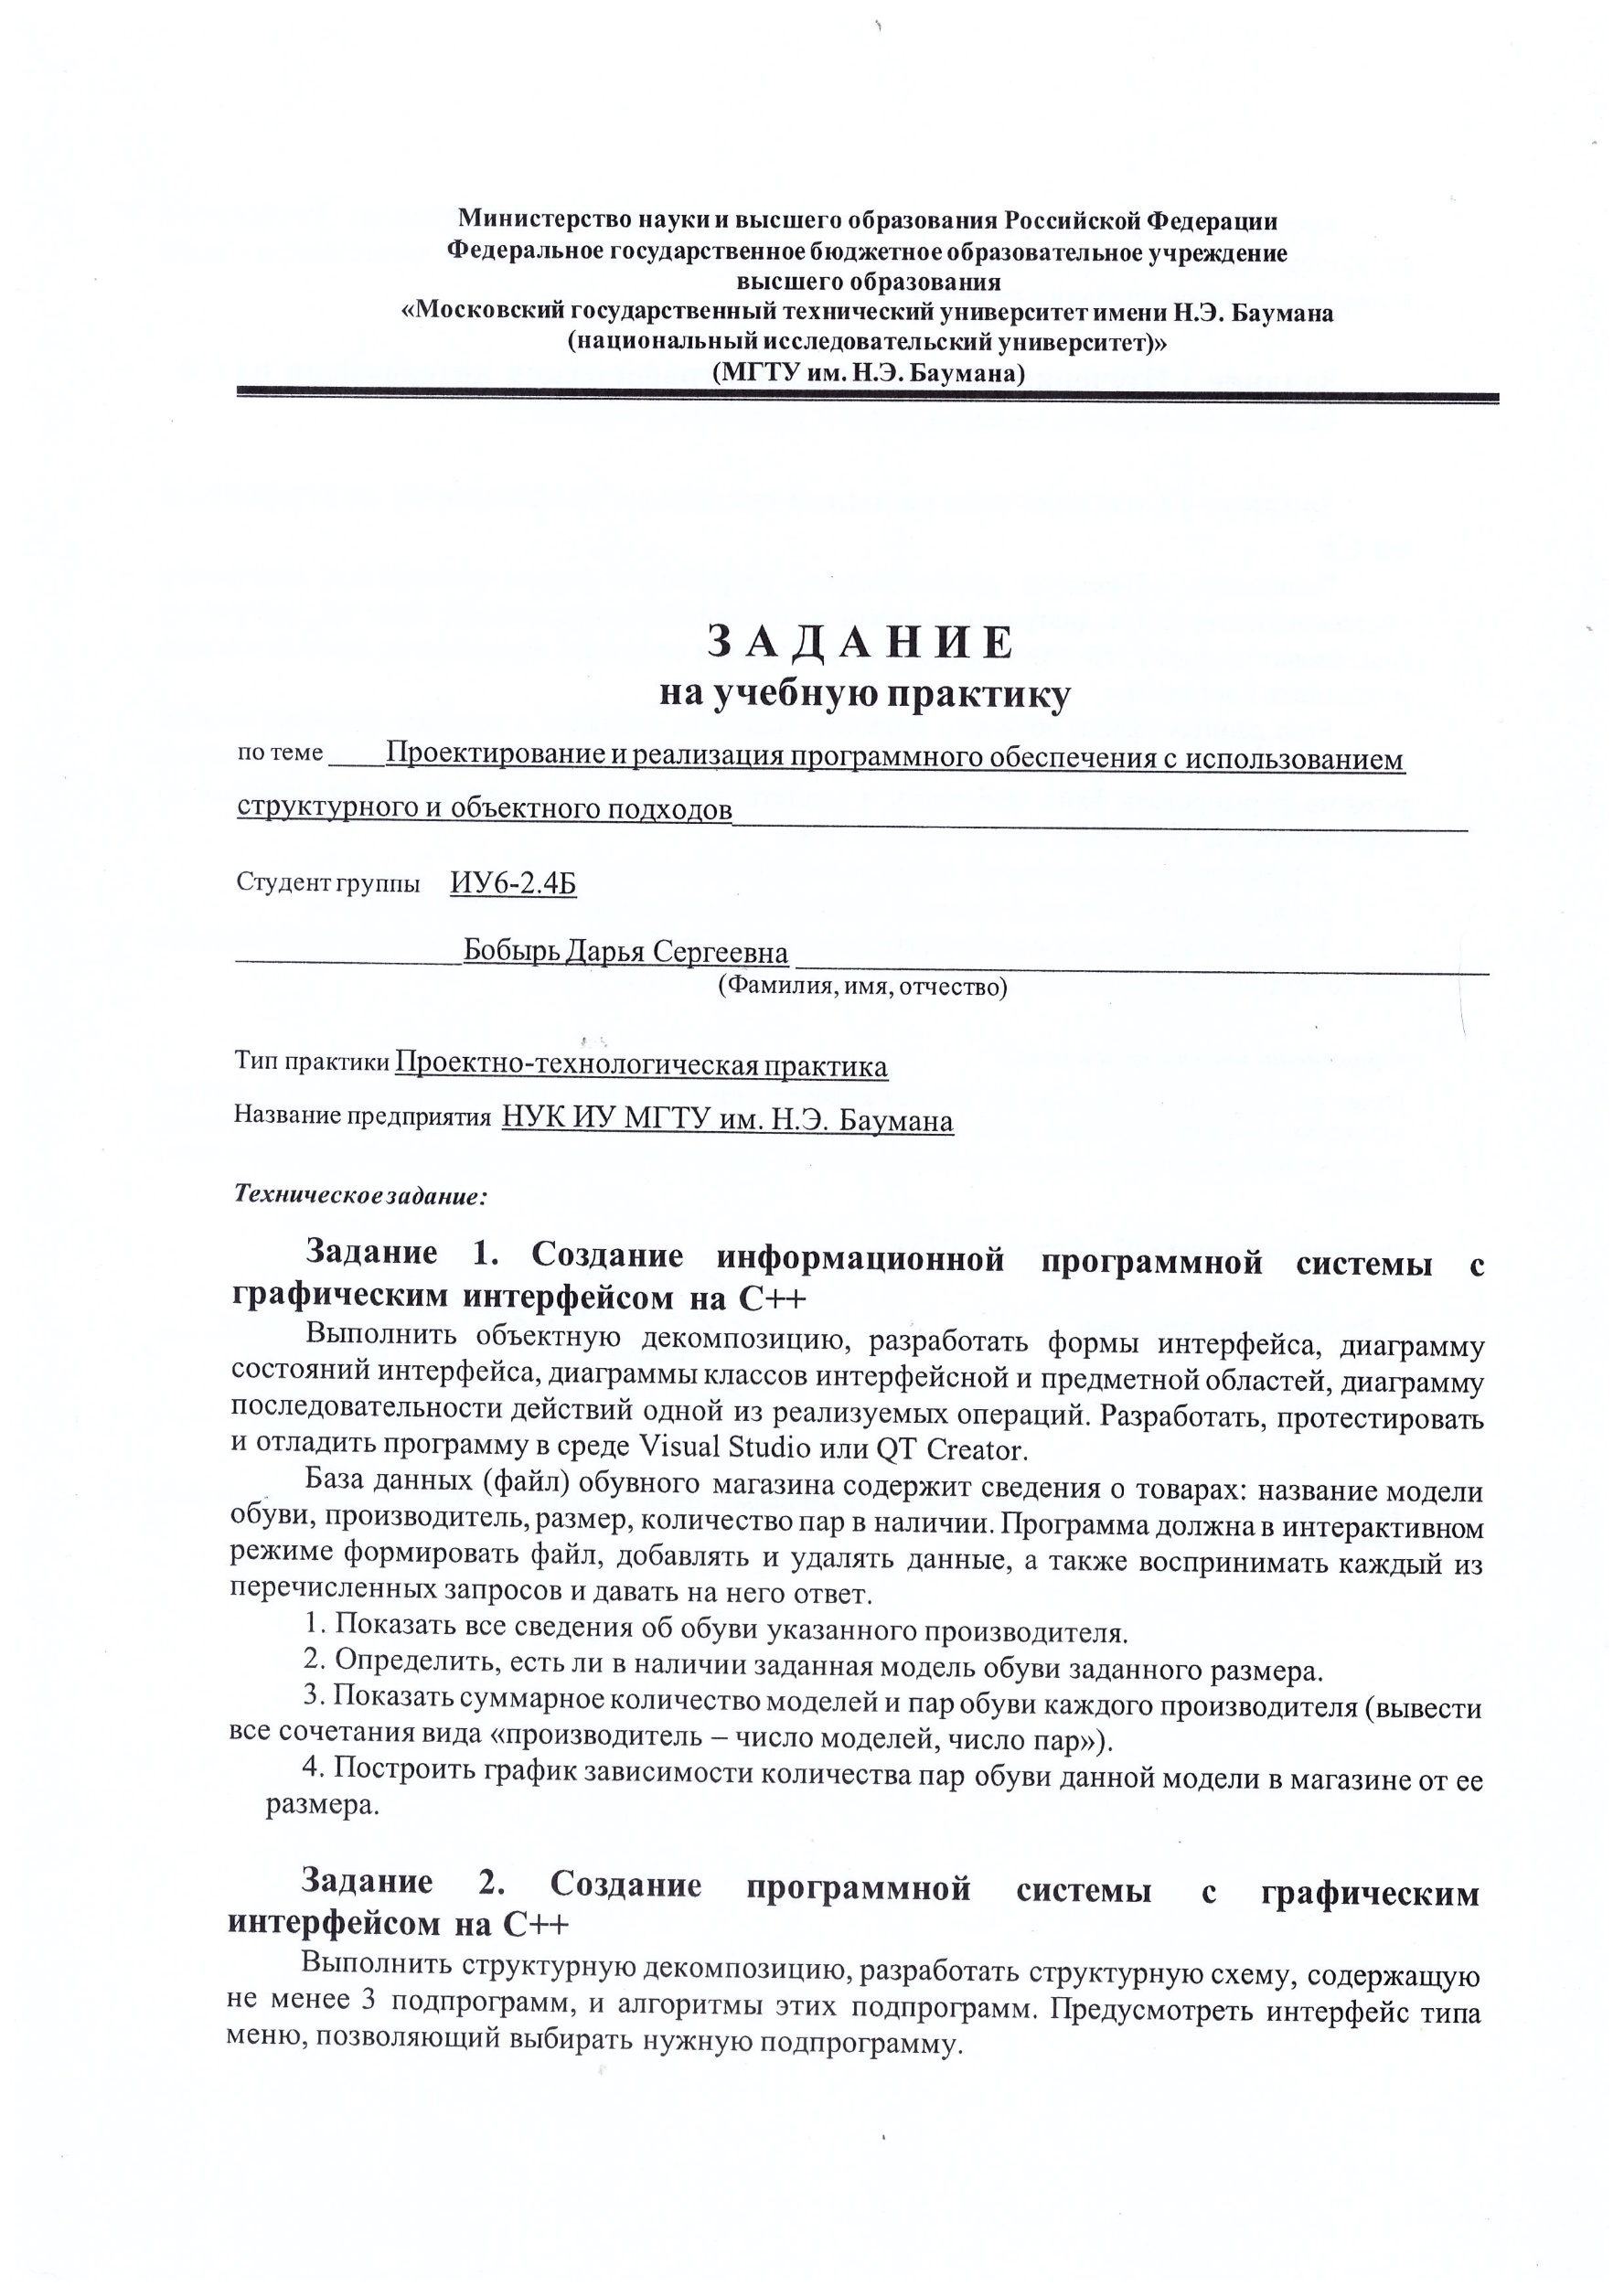 Министерство науки и высшего образования Российской Федерации
Федеральное государственное бюджетное образовательное учреждение
высшего образования
«Московский государственный технический университет имени Н.Э. Баумана
(национальный исследовательский университет)»
(МГТУ им. Н.Э. Баумана)
З А Д А Н И Е
на учебную практику
по теме ____Проектирование и реализация программного обеспечения с использованием
структурного и объектного подходов
Студент группы ИУ6-2.4Б
Бобырь Дарья Сергеевна
(Фамилия, имя, отчество)
Тип практики Проектно-технологическая практика
Название предприятия НУК ИУ МГТУ им. Н.Э. Баумана
Техническое задание:
Задание 1. Создание информационной программной системы с
графическим интерфейсом на С++
Выполнить объектную декомпозицию, разработать формы интерфейса, диаграмму
состояний интерфейса, диаграммы классов интерфейсной и предметной областей, диаграмму
последовательности действий одной из реализуемых операций. Разработать, протестировать
и отладить программу в среде Visual Studio или QT Creator.
База данных (файл) обувного магазина содержит сведения о товарах: название модели
обуви, производитель, размер, количество пар в наличии. Программа должна в интерактивном
режиме формировать файл, добавлять и удалять данные, а также воспринимать каждый из
перечисленных запросов и давать на него ответ.
1. Показать все сведения об обуви указанного производителя.
2. Определить, есть ли в наличии заданная модель обуви заданного размера.
3. Показать суммарное количество моделей и пар обуви каждого производителя (вывести
все сочетания вида «производитель – число моделей, число пар»).
4. Построить график зависимости количества пар обуви данной модели в магазине от ее
размера.
Задание 2. Создание программной системы с графическим
интерфейсом на С++
Выполнить структурную декомпозицию, разработать структурную схему, содержащую
не менее 3 подпрограмм, и алгоритмы этих подпрограмм. Предусмотреть интерфейс типа
меню, позволяющий выбирать нужную подпрограмму.